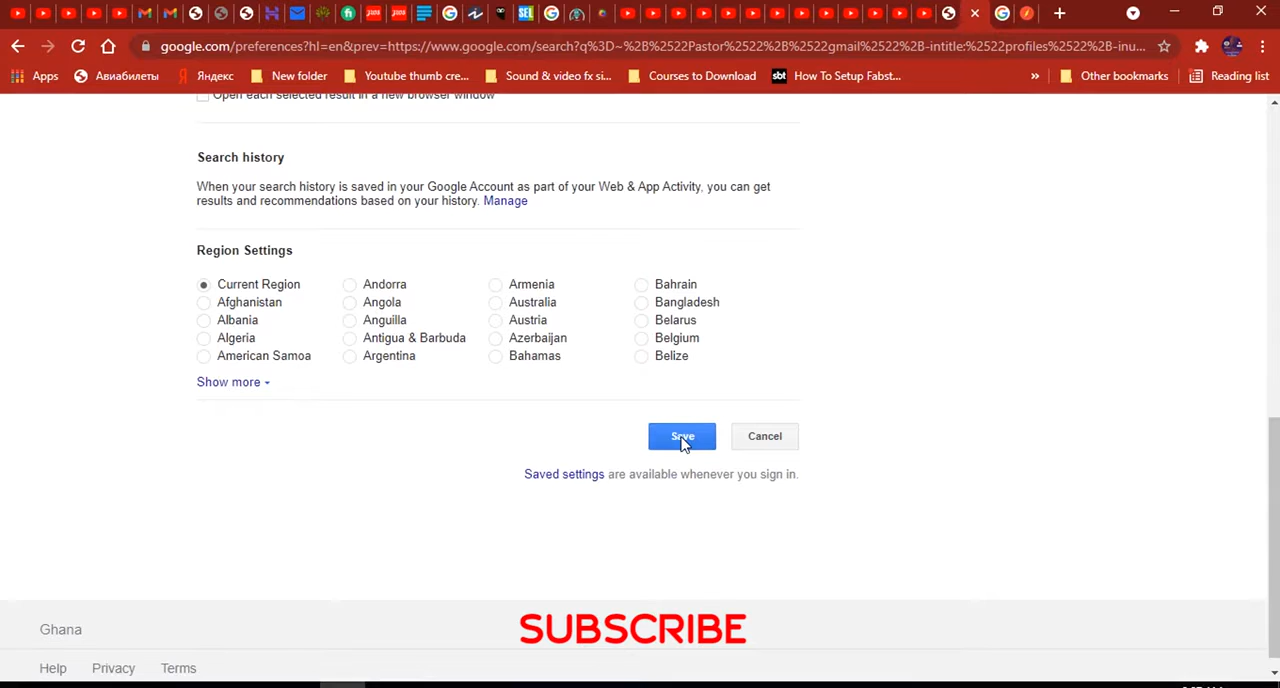 google.com/preferences?hl=en&prev=https://www.google.com/search?q%3D~%2B%2522Pastor%2522%2B%2522gmail%2522%2B-intitle:%2522profiles%2522%2B-inu...
Apps Авиабилеты Яндекс New folder Youtube thumb cre... Sound & video fx si... Courses to Download sbt How To Setup Fabst... » Other bookmarks Reading list
Open each selected result in a new browser window
Search history
When your search history is saved in your Google Account as part of your Web & App Activity, you can get
results and recommendations based on your history. Manage
Region Settings
Current Region Andorra Armenia Bahrain
Afghanistan Angola Australia Bangladesh
Albania Anguilla Austria Belarus
Algeria Antigua & Barbuda Azerbaijan Belgium
American Samoa Argentina Bahamas Belize
Show more
Save Cancel
Saved settings are available whenever you sign in.
Ghana
SUBSCRIBE
Help Privacy Terms